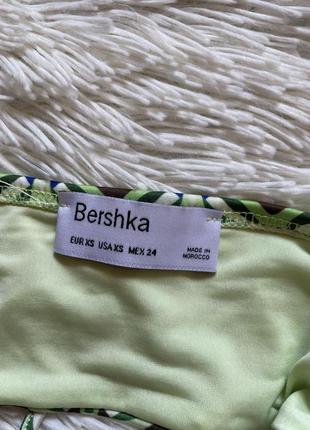 Bershka
EUR XS USA XS MEX 24
MADE IN
MOROCCO